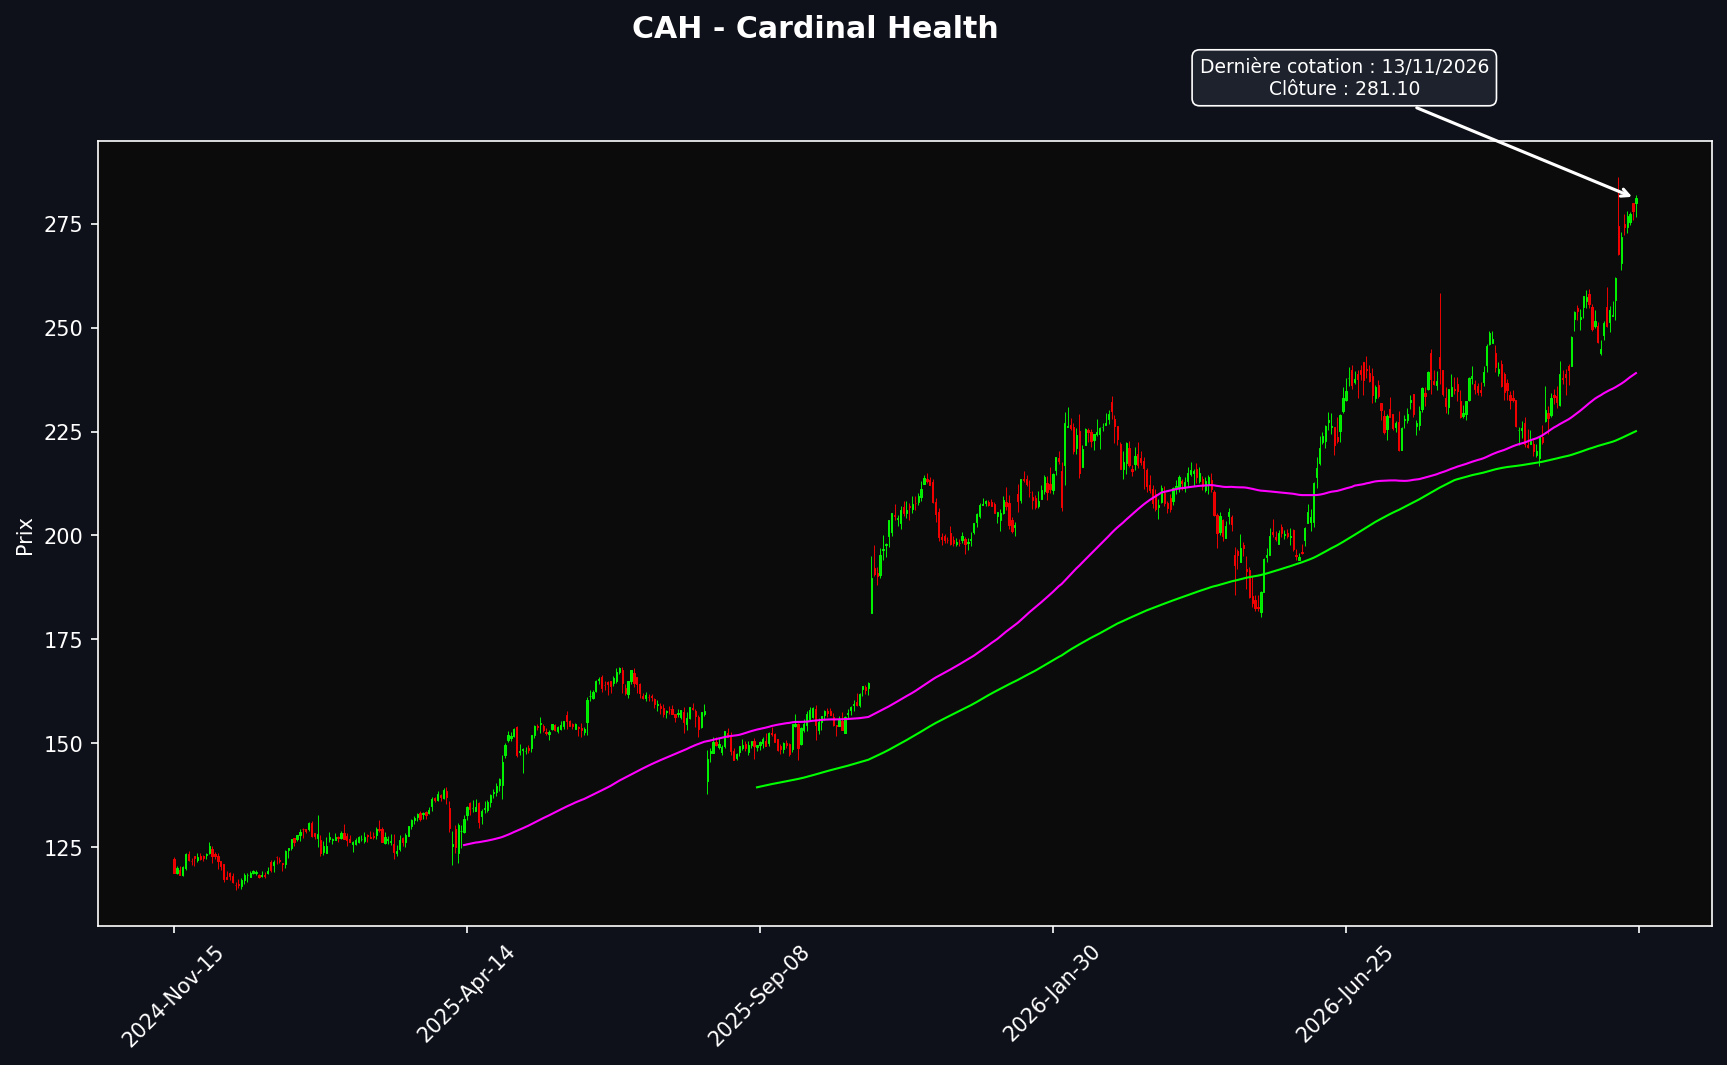 CAH - Cardinal Health
Dernière cotation : 13/11/2026
Clôture : 281.10
Prix
275
250
225
200
175
150
125
2024-Nov-15
2025-Apr-14
2025-Sep-08
2026-Jan-30
2026-Jun-25